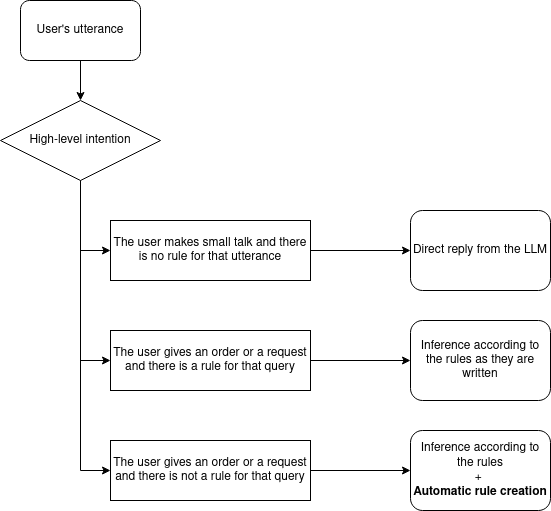 User's utterance
High-level intention
The user makes small talk and there
is no rule for that utterance
Direct reply from the LLM
The user gives an order or a request
and there is a rule for that query
Inference according to
the rules as they are
written
The user gives an order or a request
and there is not a rule for that query
Inference according to
the rules
+
Automatic rule creation